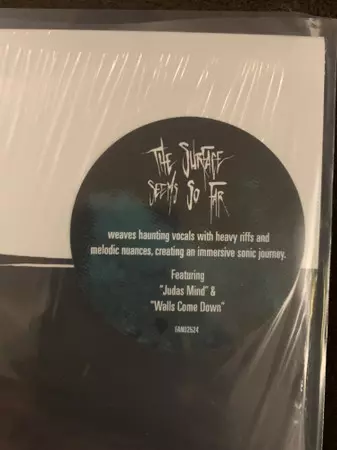 THE SURFACE
SEEMS SO FAR
weaves haunting vocals with heavy riffs and
melodic nuances, creating an immersive sonic journey.
Featuring
"Judas Mind" &
"Walls Come Down"
FAN02524